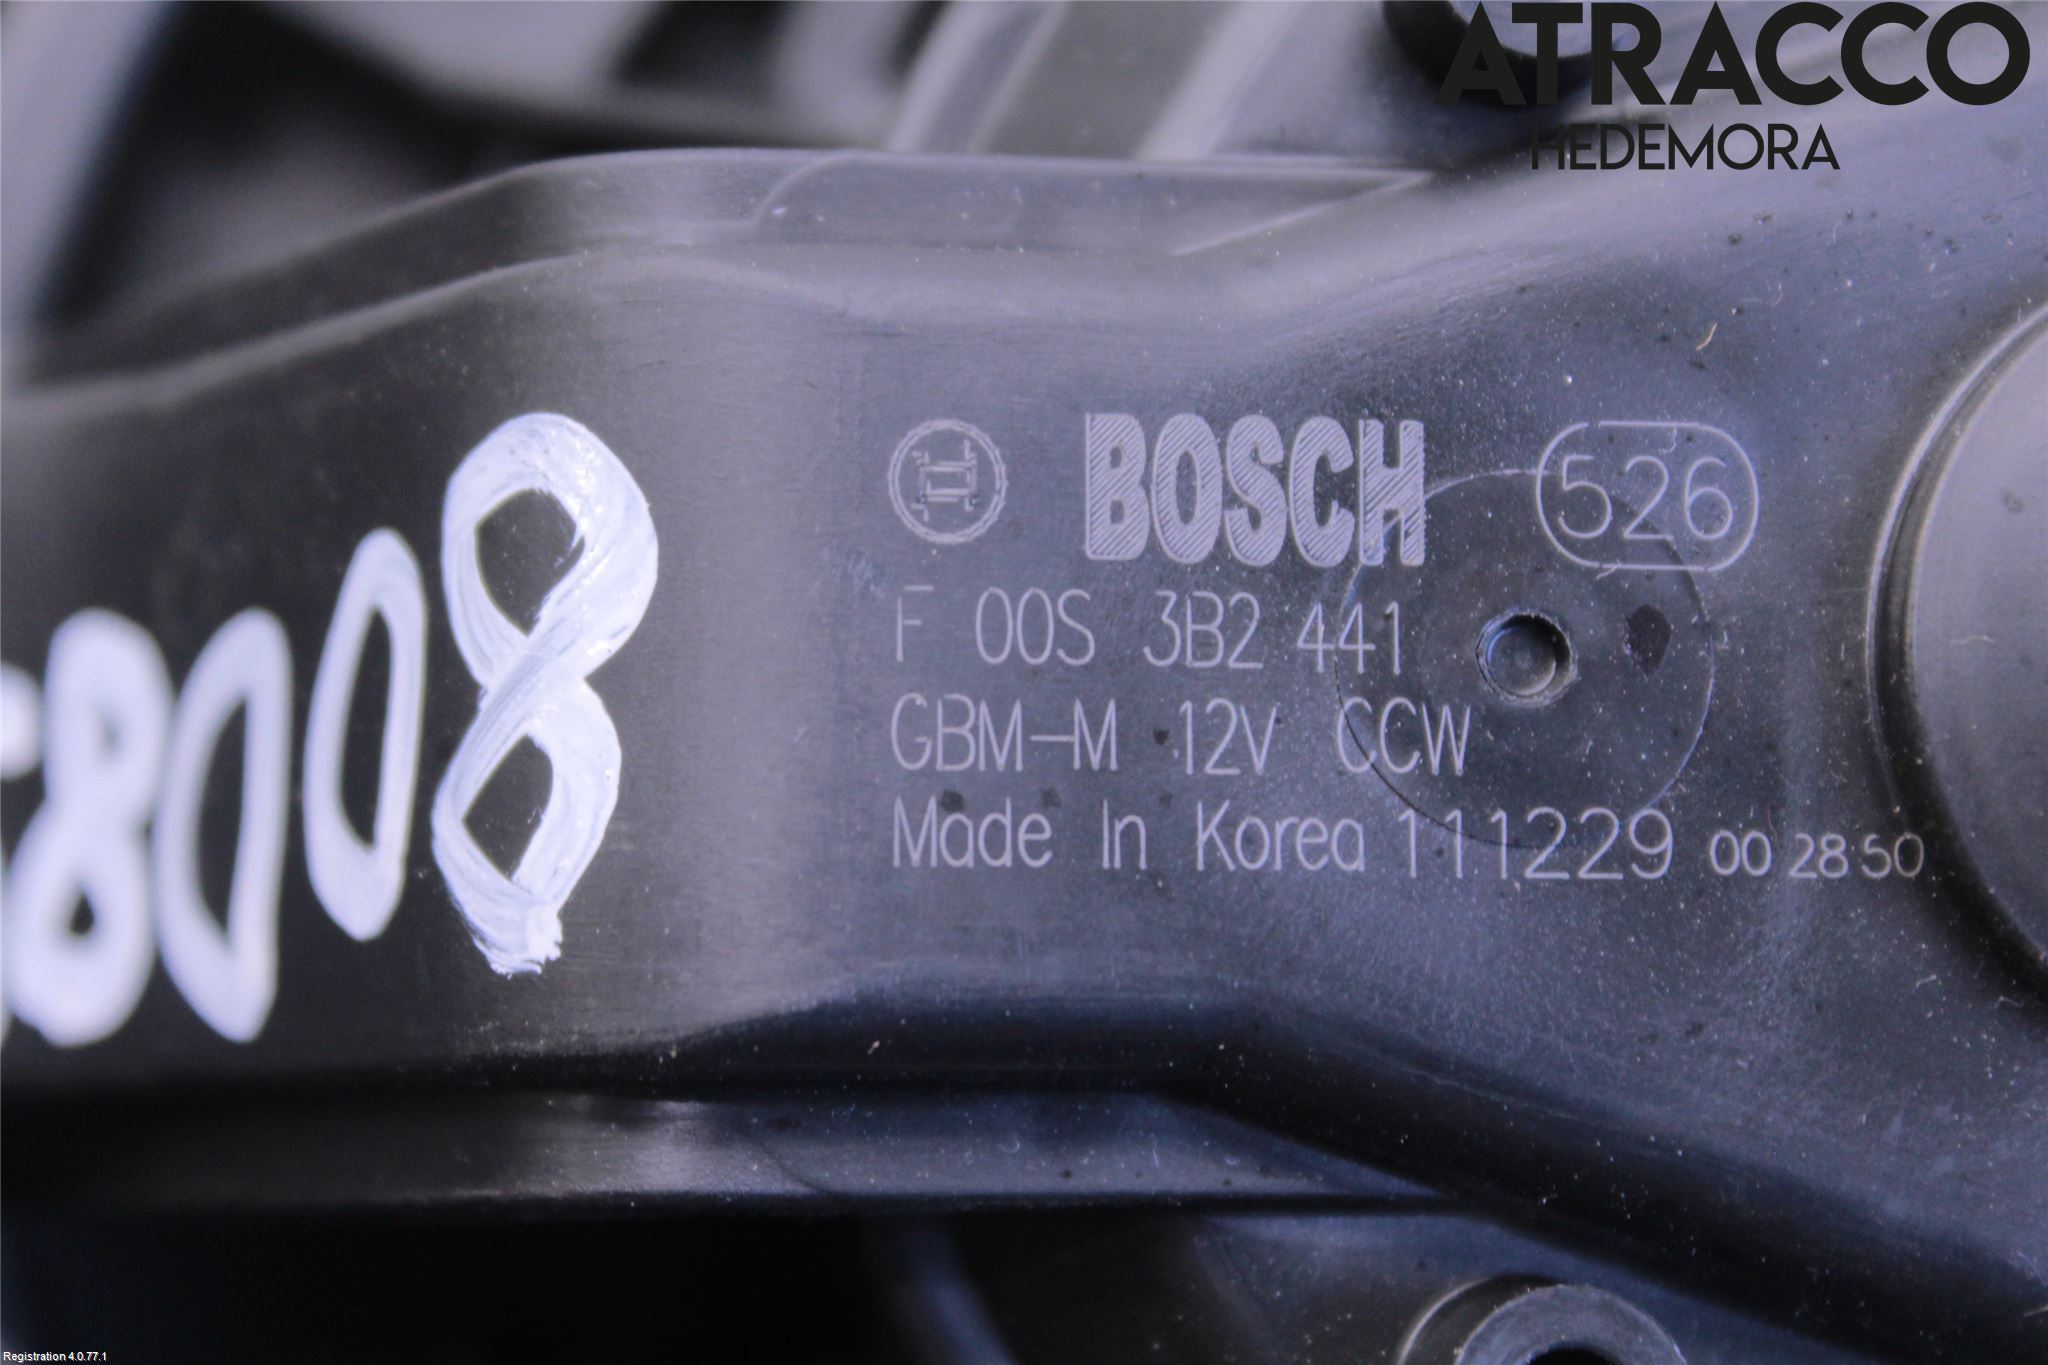 ATRACCO
HEDEMORA
BOSCH 526
F 00S 3B2 441
GBM-M 12V CCW
Made In Korea 111229 00 28 50
8008
Registration 4.0.77.1